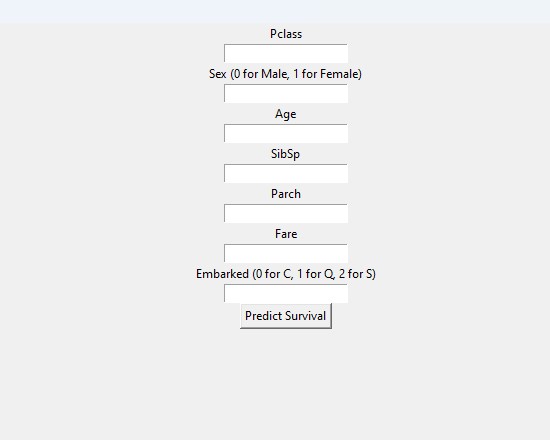 Pclass
Sex (0 for Male, 1 for Female)
Age
SibSp
Parch
Fare
Embarked (0 for C, 1 for Q, 2 for S)
Predict Survival